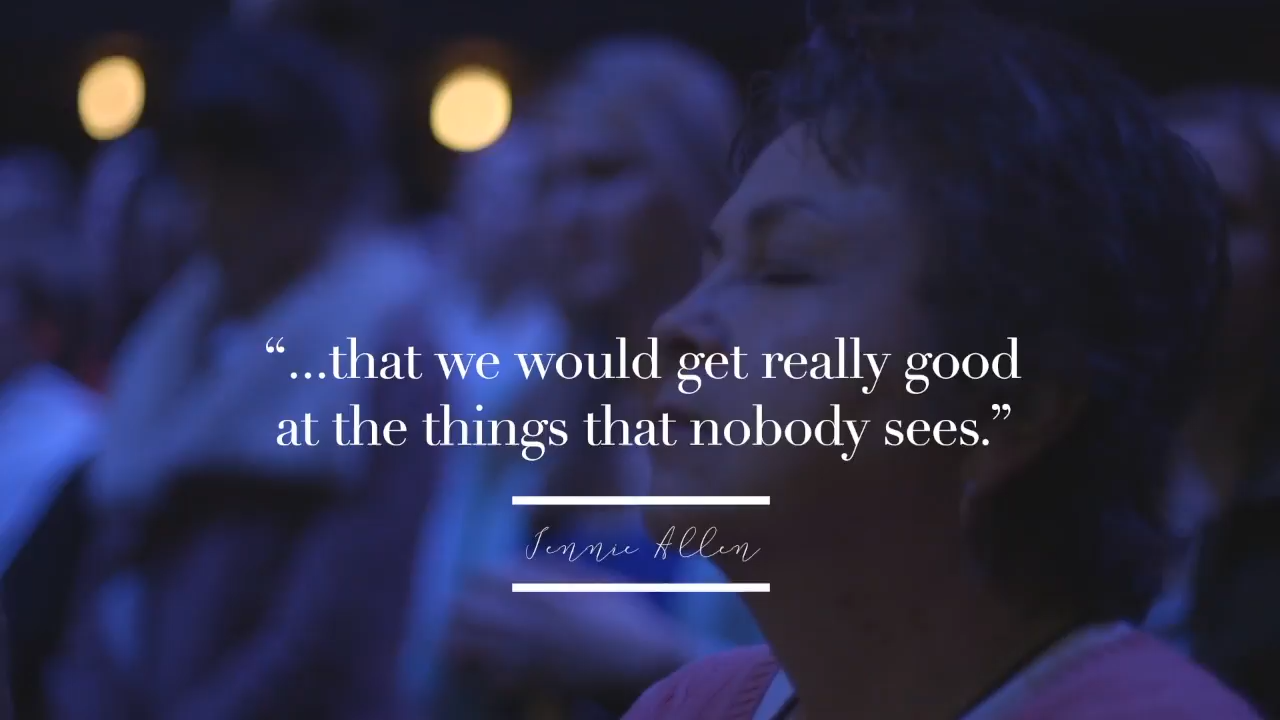 “...that we would get really good
at the things that nobody sees.”
Jennie Allen